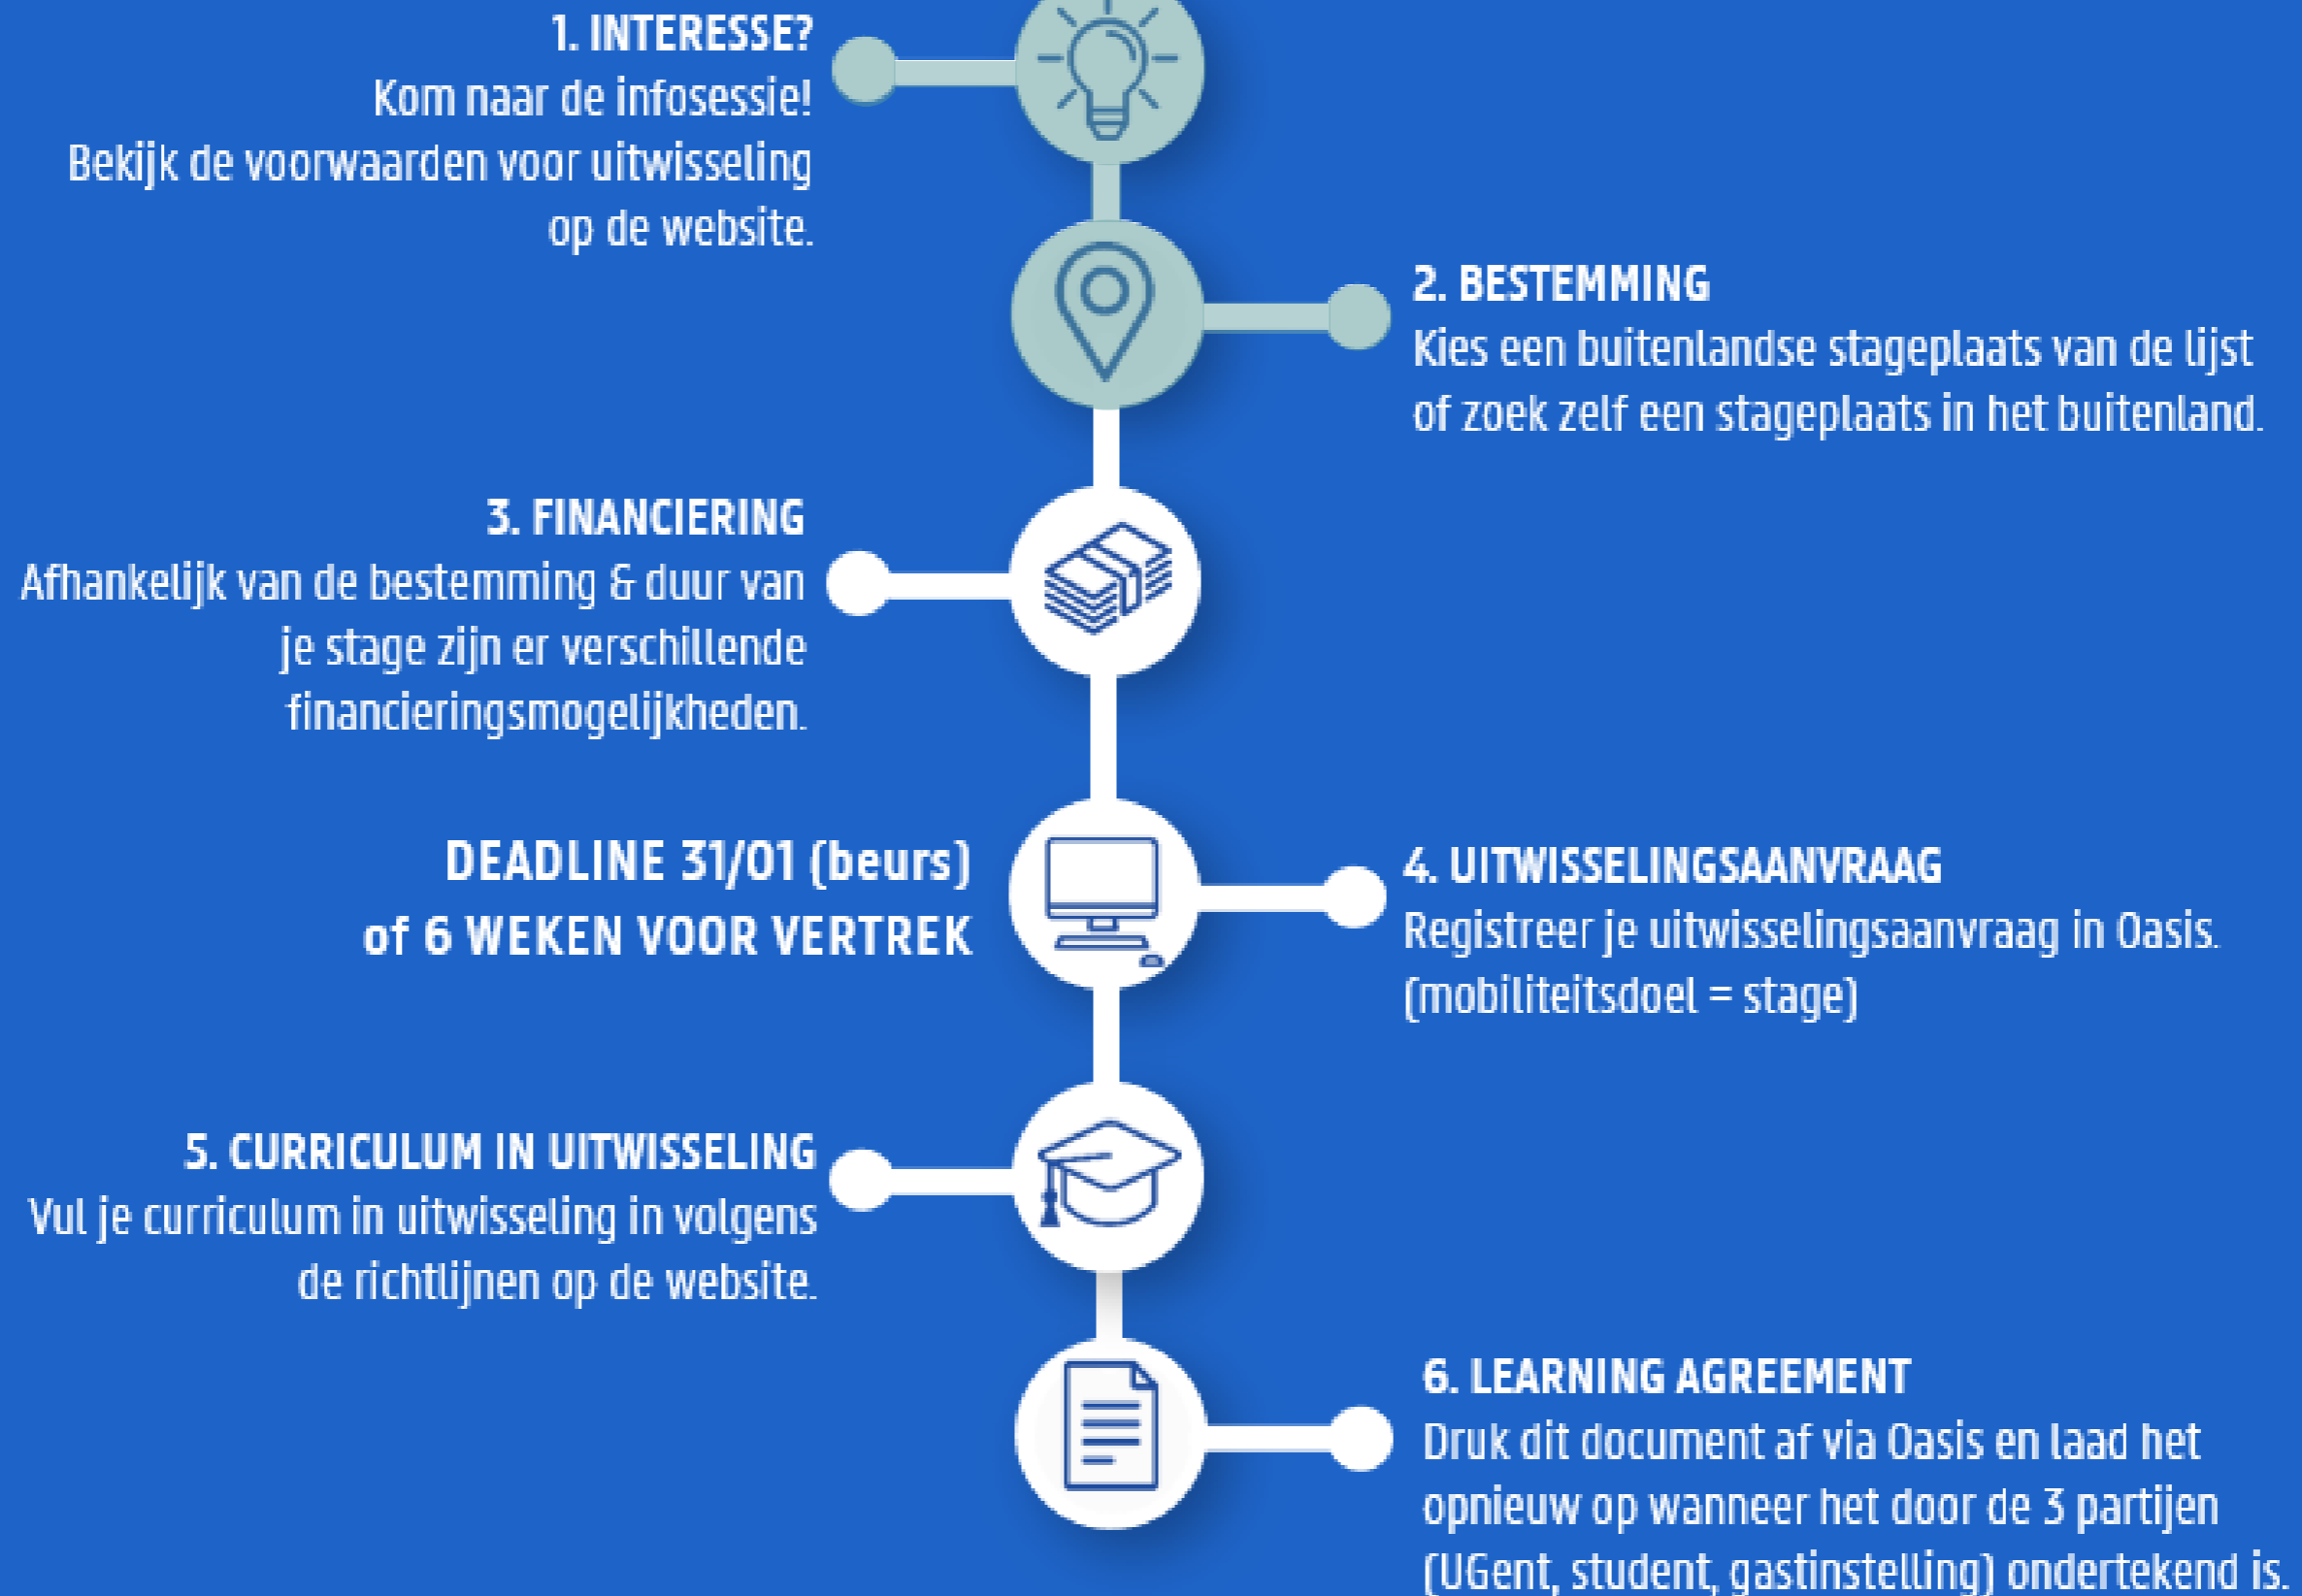 1. INTERESSE?
Kom naar de infosessie!
Bekijk de voorwaarden voor uitwisseling
op de website.
2. BESTEMMING
Kies een buitenlandse stageplaats van de lijst
of zoek zelf een stageplaats in het buitenland.
3. FINANCIERING
Afhankelijk van de bestemming & duur van
je stage zijn er verschillende
financieringsmogelijkheden.
DEADLINE 31/01 (beurs)
of 6 WEKEN VOOR VERTREK
4. UITWISSELINGSAANVRAAG
Registreer je uitwisselingsaanvraag in Oasis.
(mobiliteitsdoel = stage)
5. CURRICULUM IN UITWISSELING
Vul je curriculum in uitwisseling in volgens
de richtlijnen op de website.
6. LEARNING AGREEMENT
Druk dit document af via Oasis en laad het
opnieuw op wanneer het door de 3 partijen
(UGent, student, gastinstelling) ondertekend is.